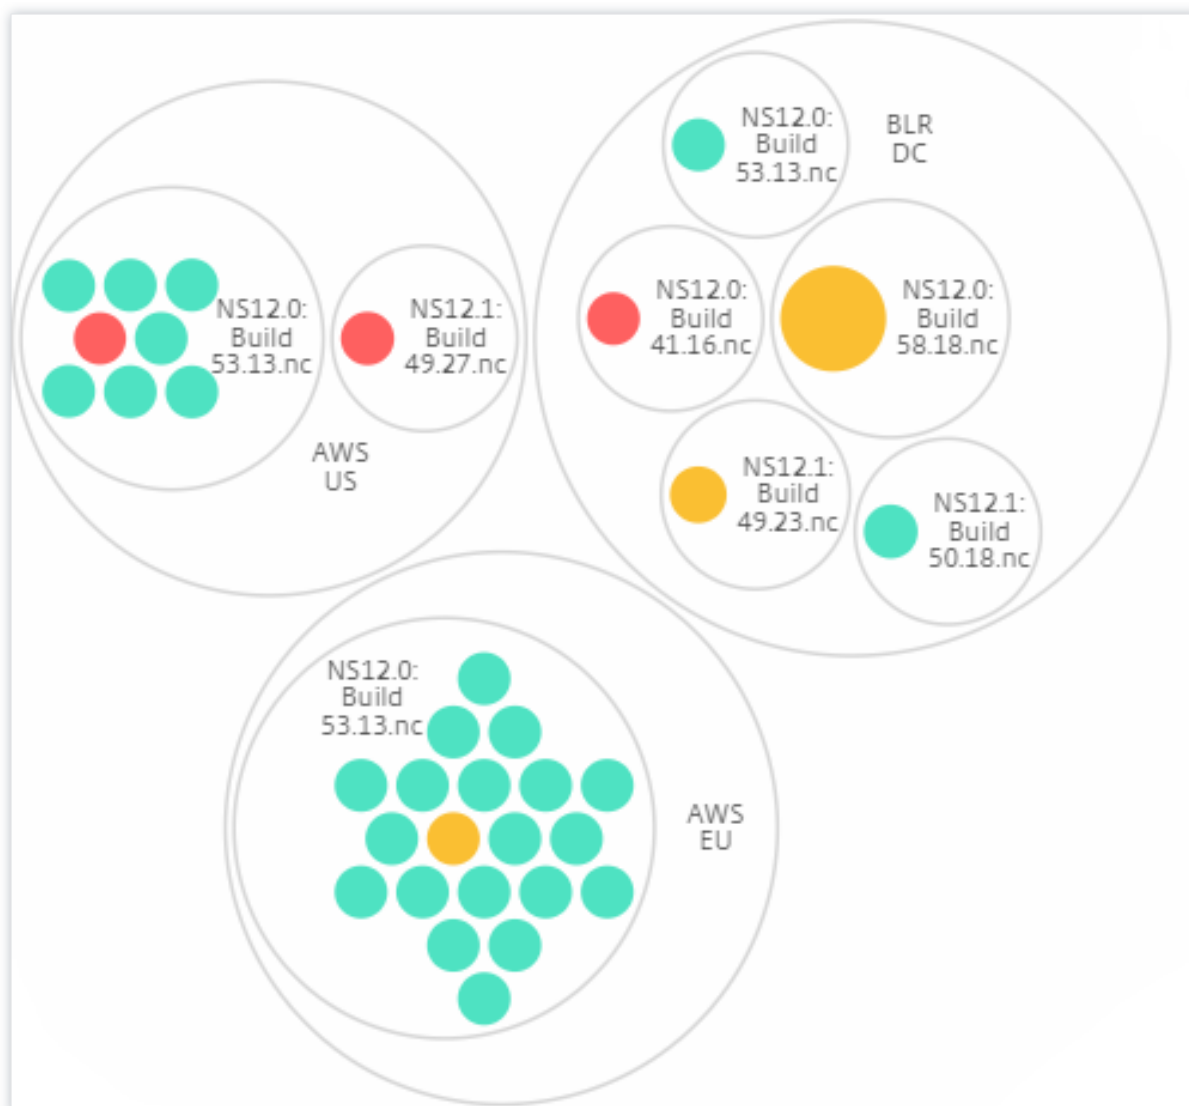 NS12.0:
Build
53.13.nc
NS12.1:
Build
49.27.nc
AWS
US
NS12.0:
Build
53.13.nc
BLR
DC
NS12.0:
Build
41.16.nc
NS12.0:
Build
58.18.nc
NS12.1:
Build
49.23.nc
NS12.1:
Build
50.18.nc
NS12.0:
Build
53.13.nc
AWS
EU